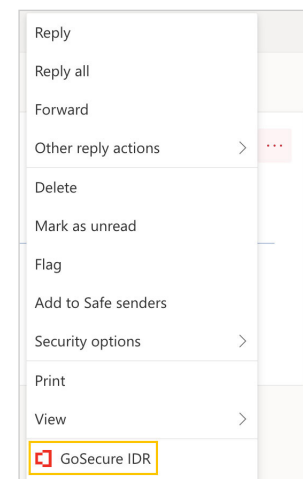 Reply
Reply all
Forward
Other reply actions
Delete
Mark as unread
Flag
Add to Safe senders
Security options
Print
View
GoSecure IDR